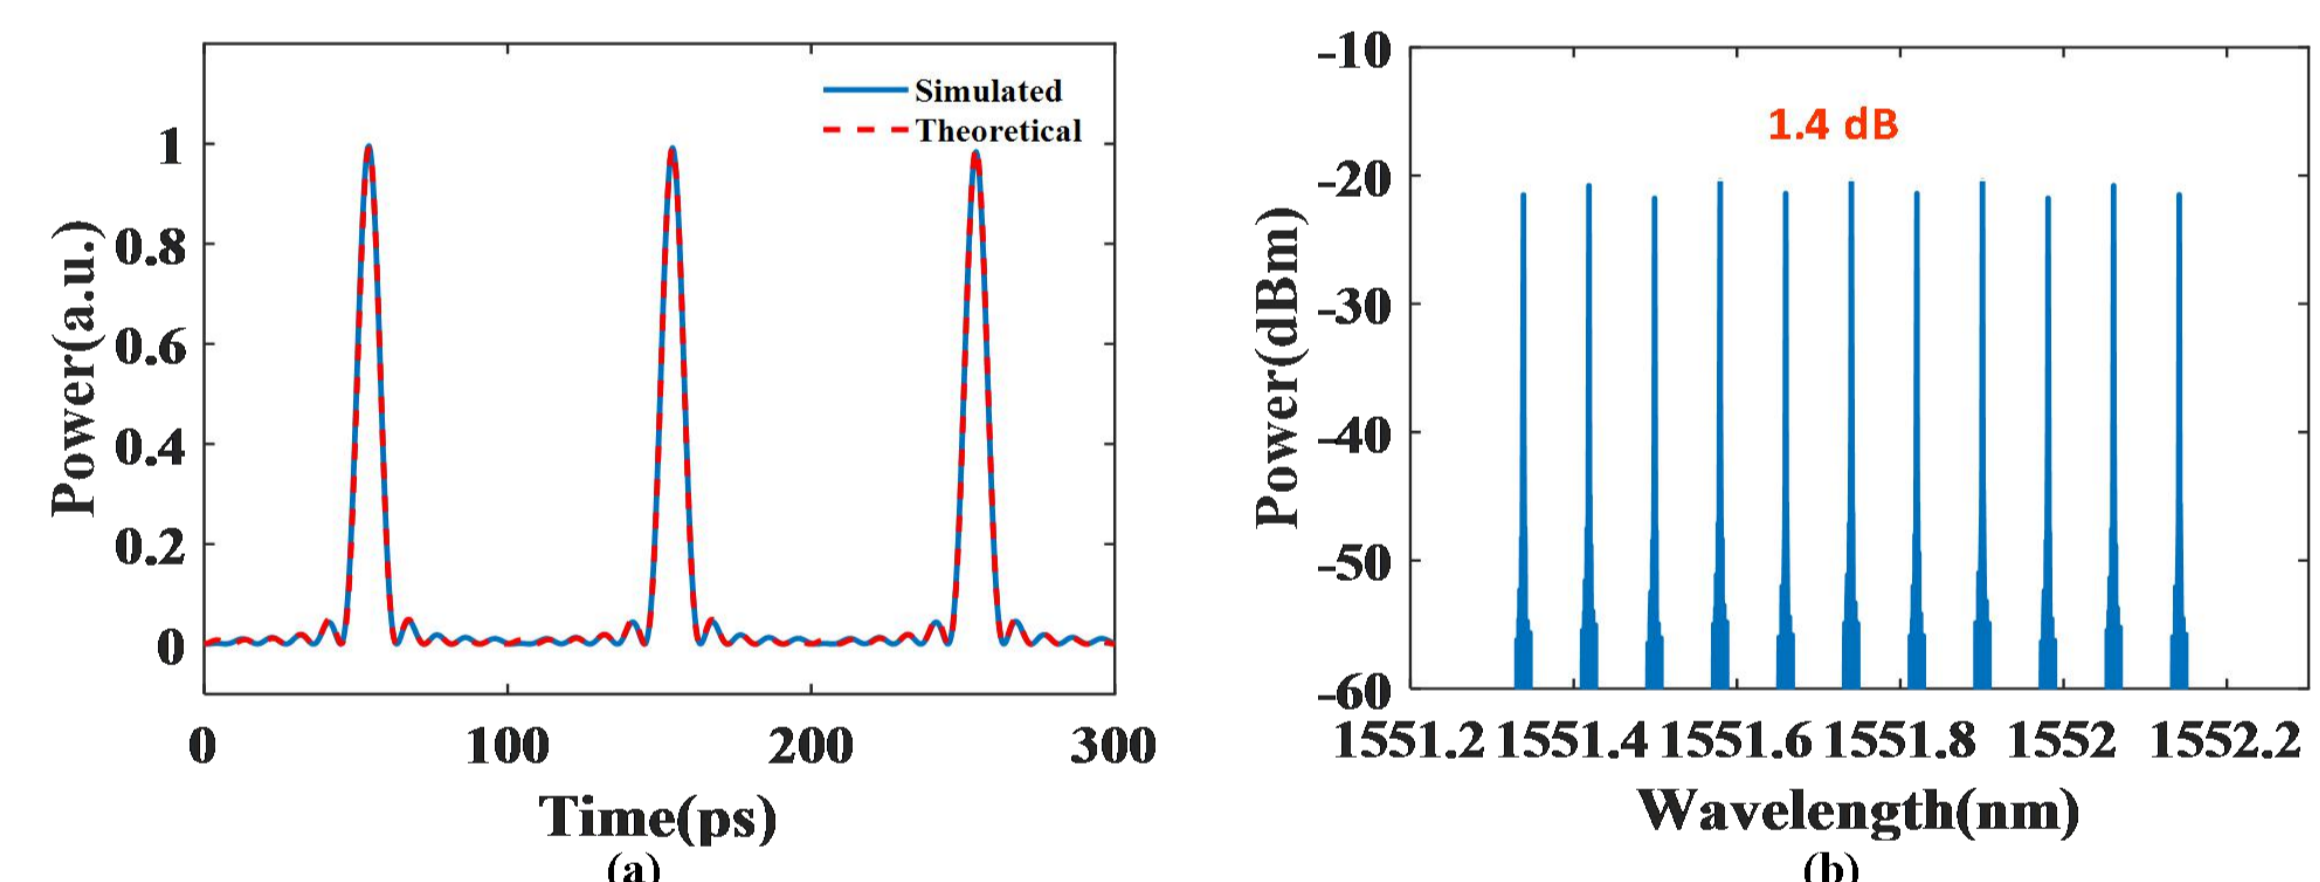 Simulated
Theoretical
Power(a.u.)
1
0.8
0.6
0.4
0.2
0
0 100 200 300
Time(ps)
(a)
1.4 dB
Power(dBm)
-10
-20
-30
-40
-50
-60
1551.2 1551.4 1551.6 1551.8 1552 1552.2
Wavelength(nm)
(b)